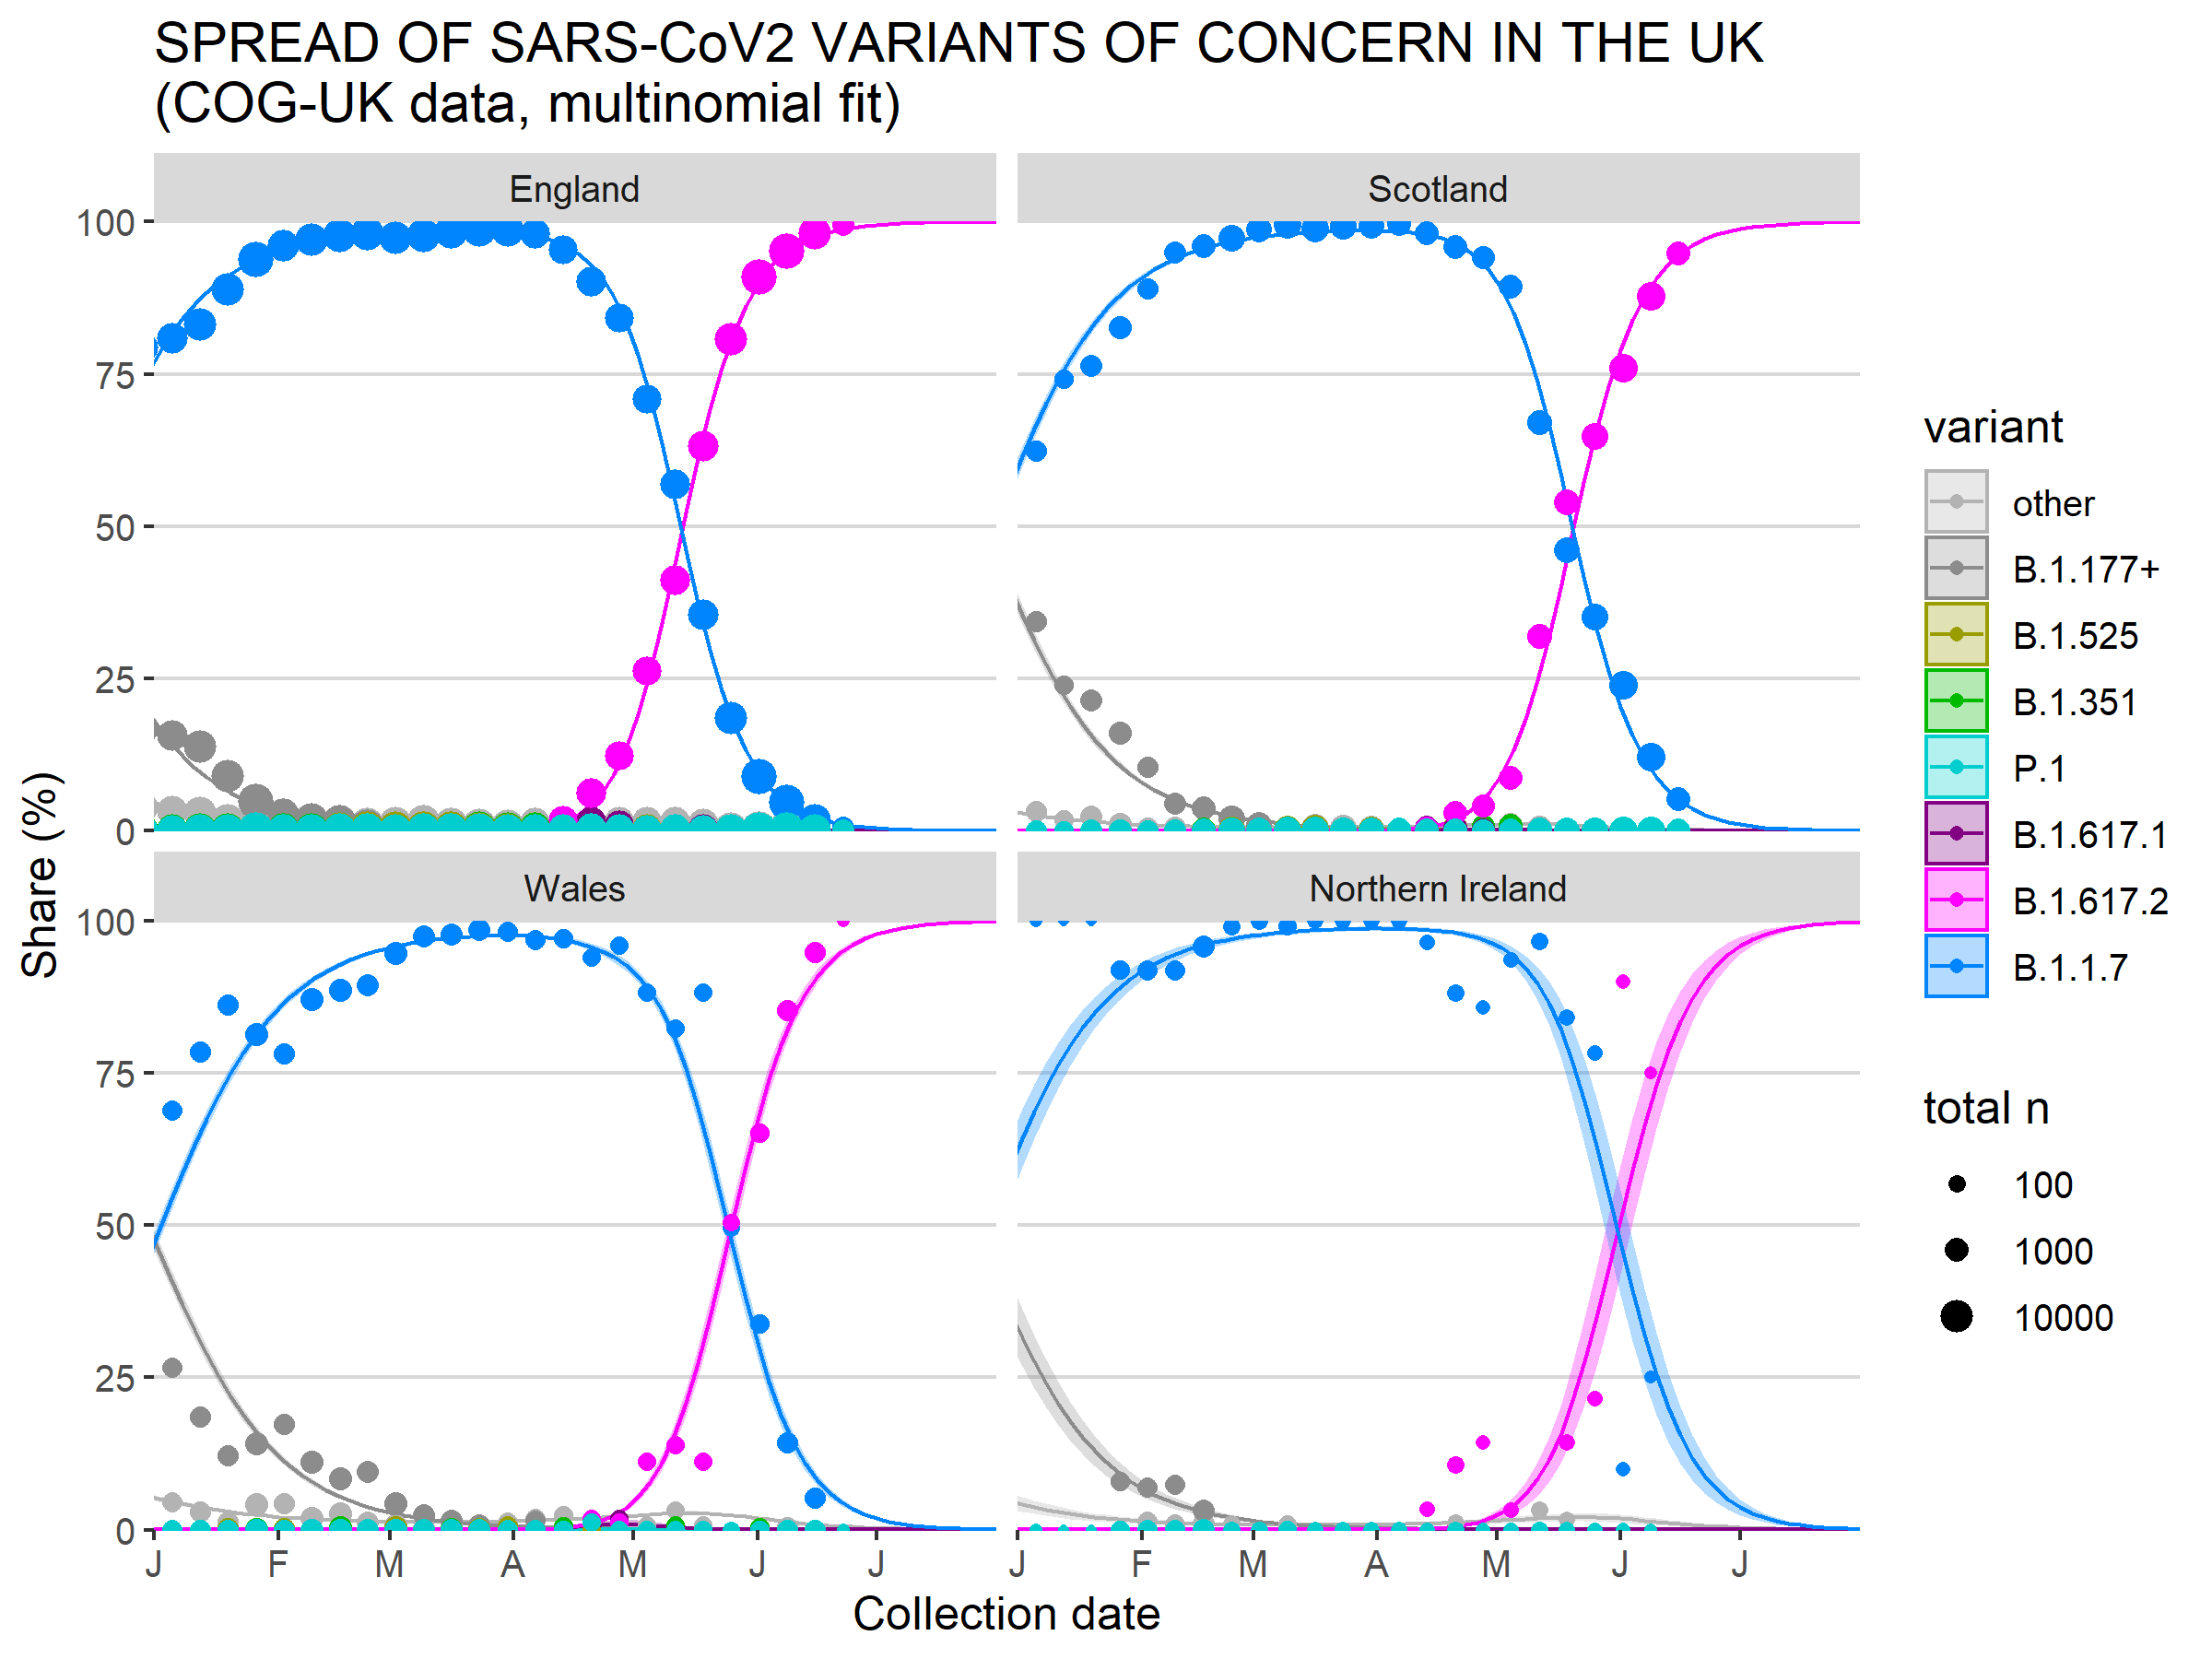 SPREAD OF SARS-CoV2 VARIANTS OF CONCERN IN THE UK
(COG-UK data, multinomial fit)
England
Scotland
100
75
50
25
0
Wales
Northern Ireland
100
75
50
25
0
J F M A M J J
J F M A M J J
Collection date
Share (%)
variant
other
B.1.177+
B.1.525
B.1.351
P.1
B.1.617.1
B.1.617.2
B.1.1.7
total n
100
1000
10000